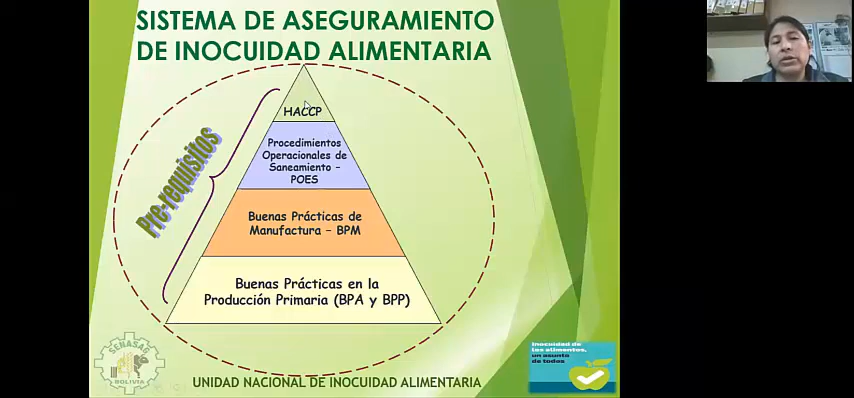 SISTEMA DE ASEGURAMIENTO
DE INOCUIDAD ALIMENTARIA
Pre-requisitos
HACCP
Procedimientos
Operacionales de
Saneamiento –
POES
Buenas Prácticas de
Manufactura – BPM
Buenas Prácticas en la
Producción Primaria (BPA y BPP)
SENASAG
BOLIVIA
UNIDAD NACIONAL DE INOCUIDAD ALIMENTARIA
Inocuidad de
los alimentos,
un asunto
de todos